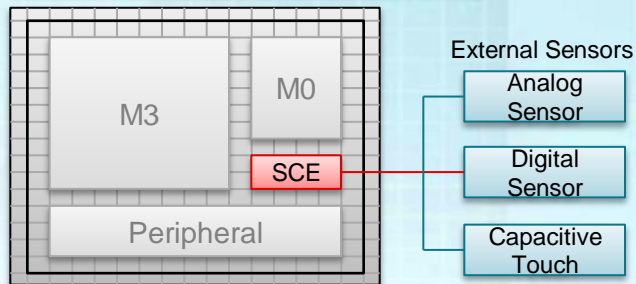 M3
M0
SCE
Peripheral
External Sensors
Analog
Sensor
Digital
Sensor
Capacitive
Touch